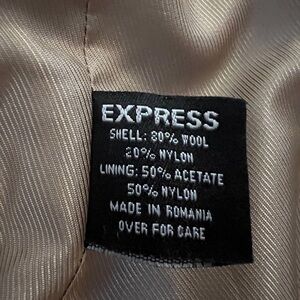 EXPRESS
SHELL: 80% WOOL
20% NYLON
LINING: 50% ACETATE
50% NYLON
MADE IN ROMANIA
OVER FOR CARE